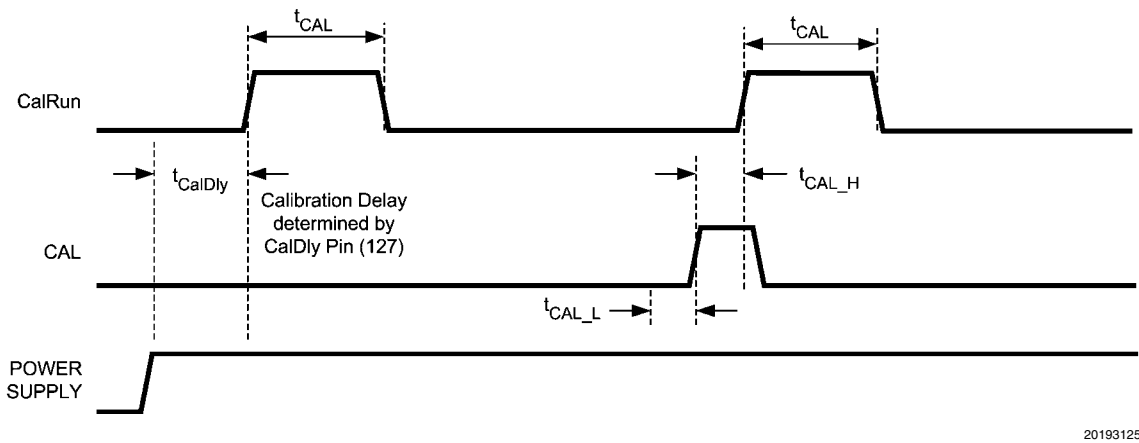 tCAL
tCAL
CalRun
tCalDly
tCAL_H
Calibration Delay
determined by
CalDly Pin (127)
CAL
tCAL_L
POWER
SUPPLY
20193125